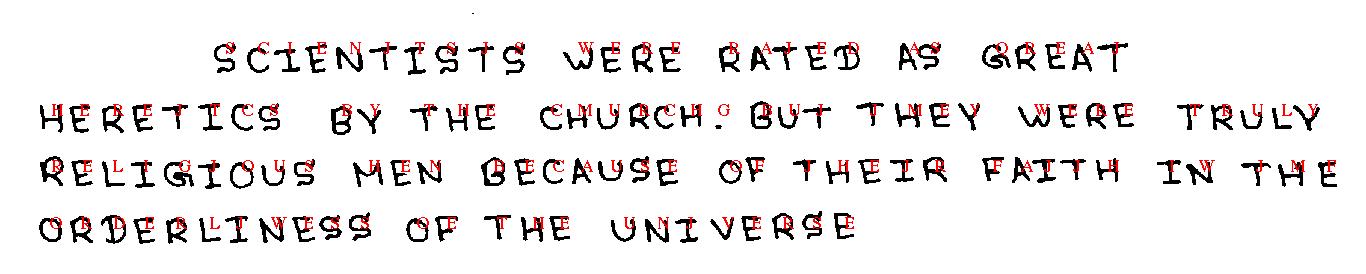 SCIENTISTS WERE RATED AS GREAT
HERETICS BY THE CHURCH. BUT THEY WERE TRULY
RELIGIOUS MEN BECAUSE OF THEIR FAITH IN THE
ORDERLINESS OF THE UNIVERSE